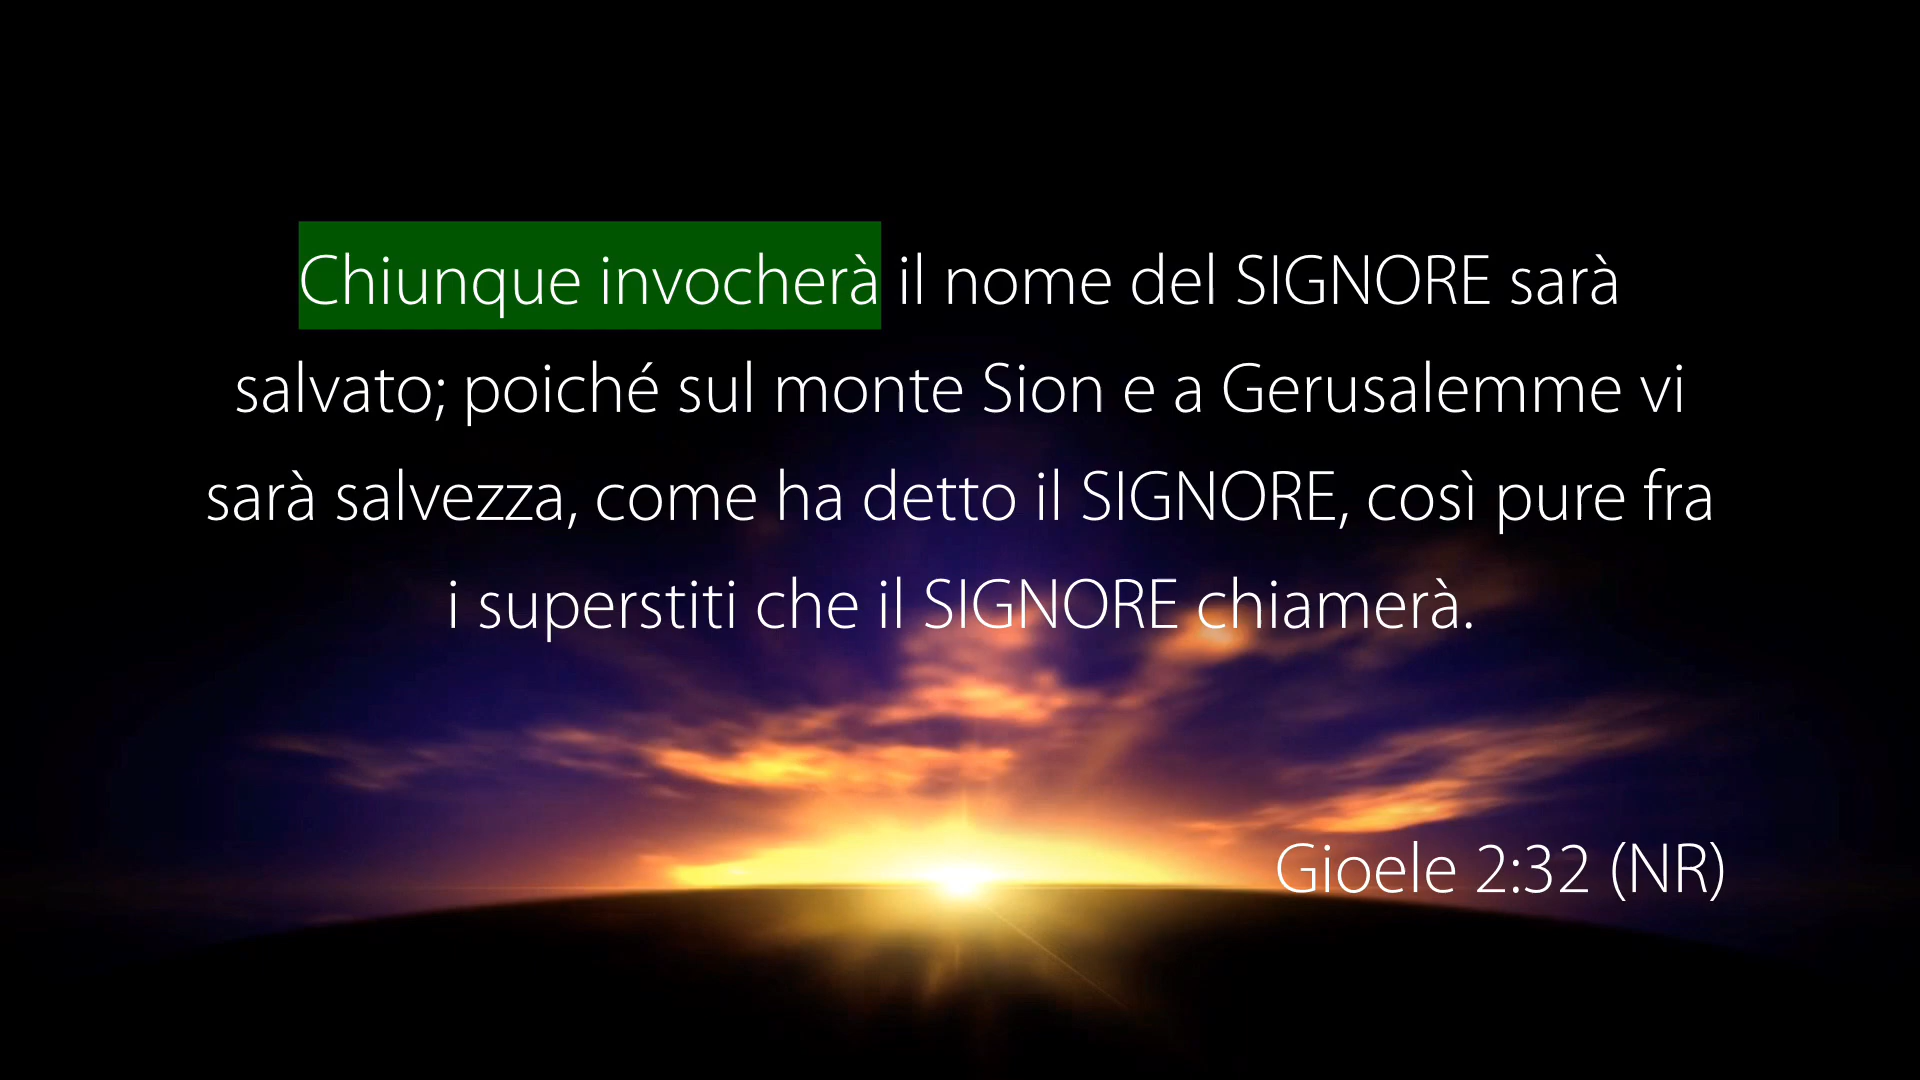 Chiunque invocherà il nome del SIGNORE sarà
salvato; poiché sul monte Sion e a Gerusalemme vi
sarà salvezza, come ha detto il SIGNORE, così pure fra
i superstiti che il SIGNORE chiamerà.
Gioele 2:32 (NR)